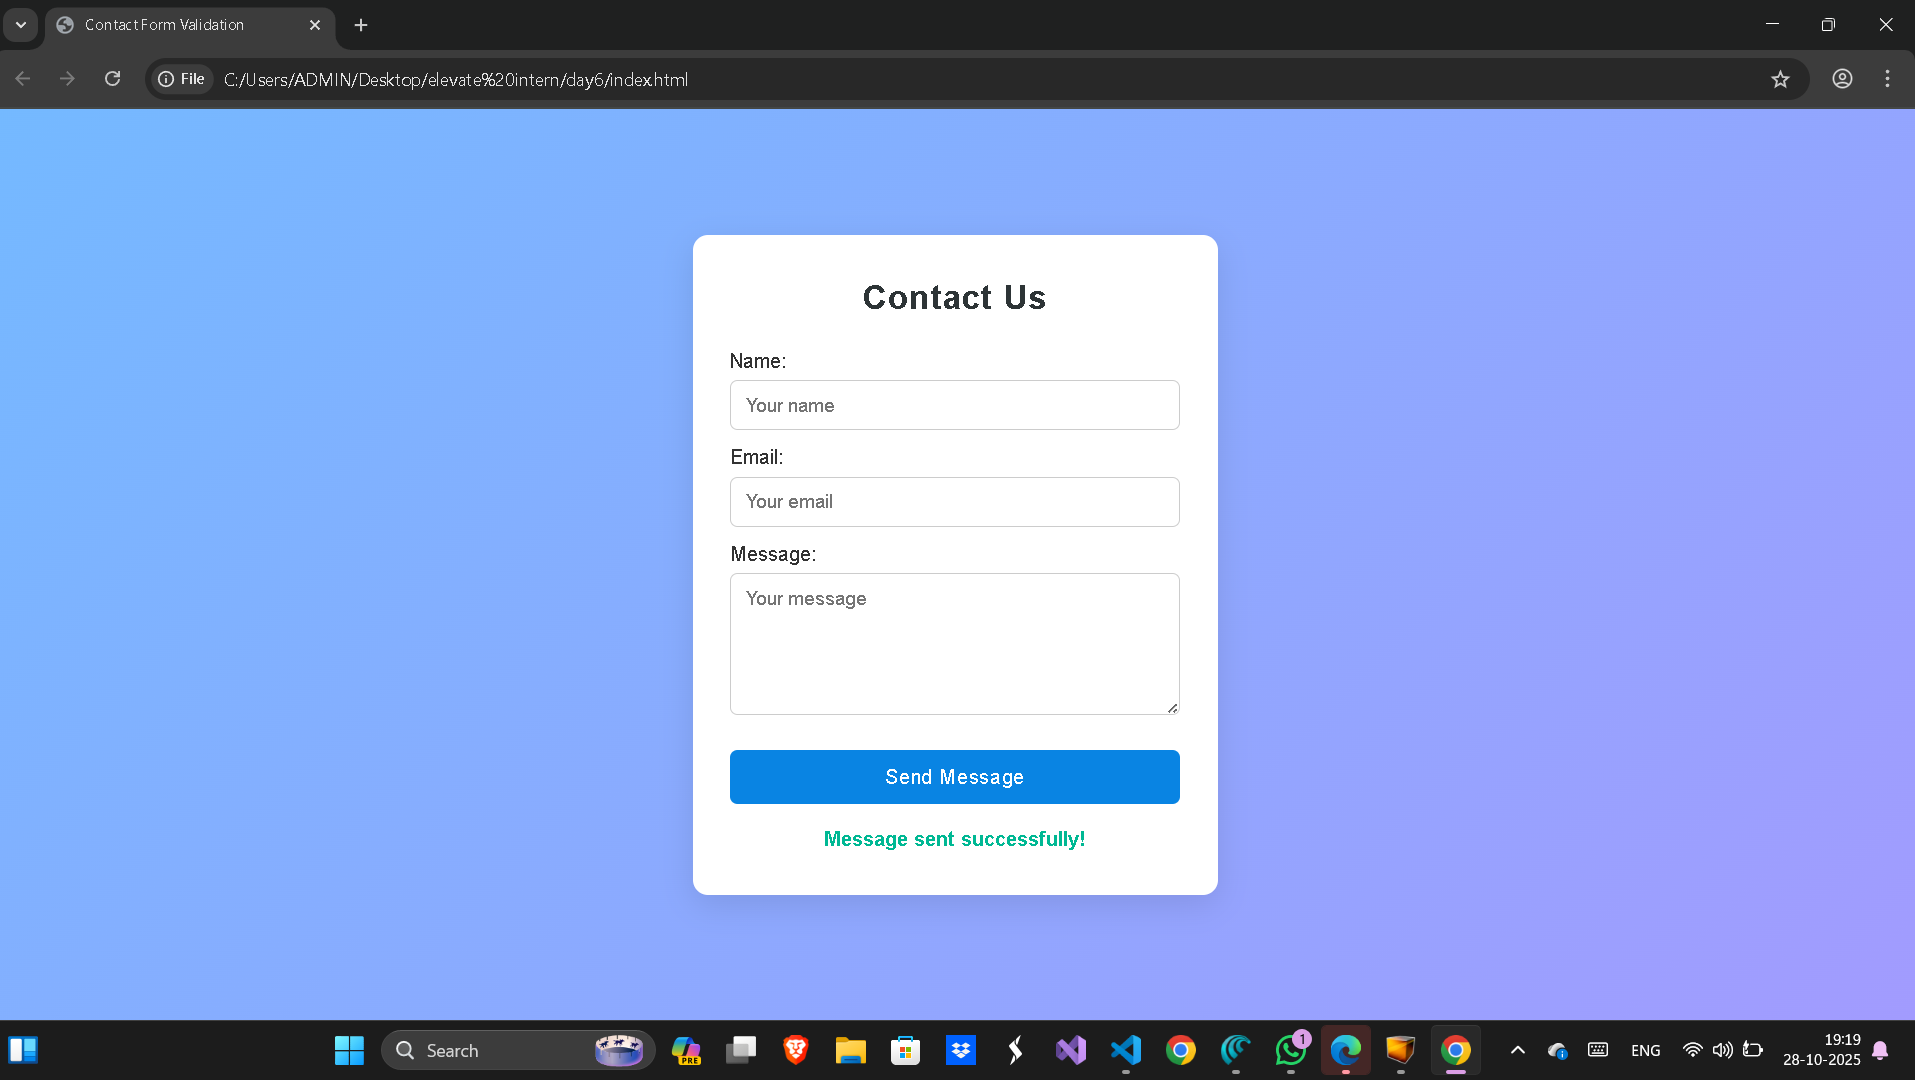 Contact Form Validation
File C:/Users/ADMIN/Desktop/elevate%20intern/day6/index.html
Contact Us
Name:
Your name
Email:
Your email
Message:
Your message
Send Message
Message sent successfully!
Search
PRE
1
ENG
19:19
28-10-2025